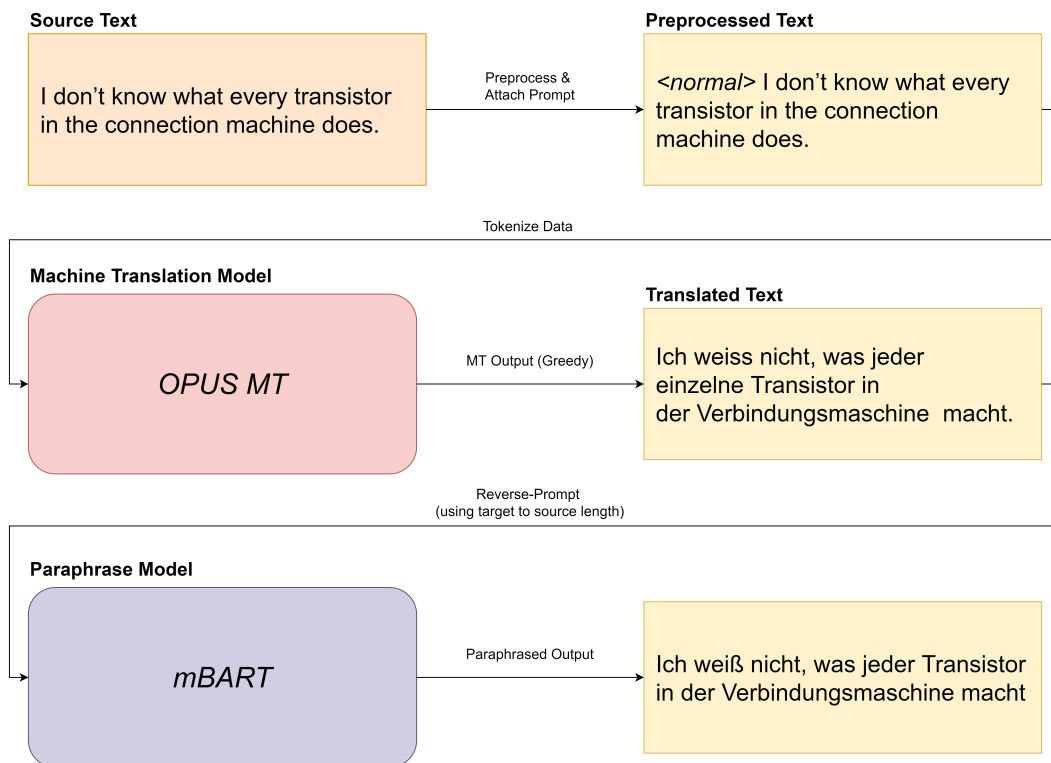 Source Text
Preprocessed Text
I don't know what every transistor
in the connection machine does.
Preprocess &
Attach Prompt
<normal> I don't know what every
transistor in the connection
machine does.
Tokenize Data
Machine Translation Model
Translated Text
OPUS MT
MT Output (Greedy)
Ich weiss nicht, was jeder
einzelne Transistor in
der Verbindungsmaschine  macht.
Reverse-Prompt
(using target to source length)
Paraphrase Model
mBART
Paraphrased Output
Ich weiß nicht, was jeder Transistor
in der Verbindungsmaschine macht